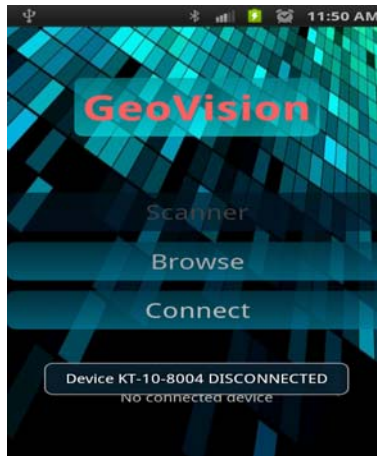 11:50 AM
GeoVision
Scanner
Browse
Connect
Device KT-10-8004 DISCONNECTED
No connected device